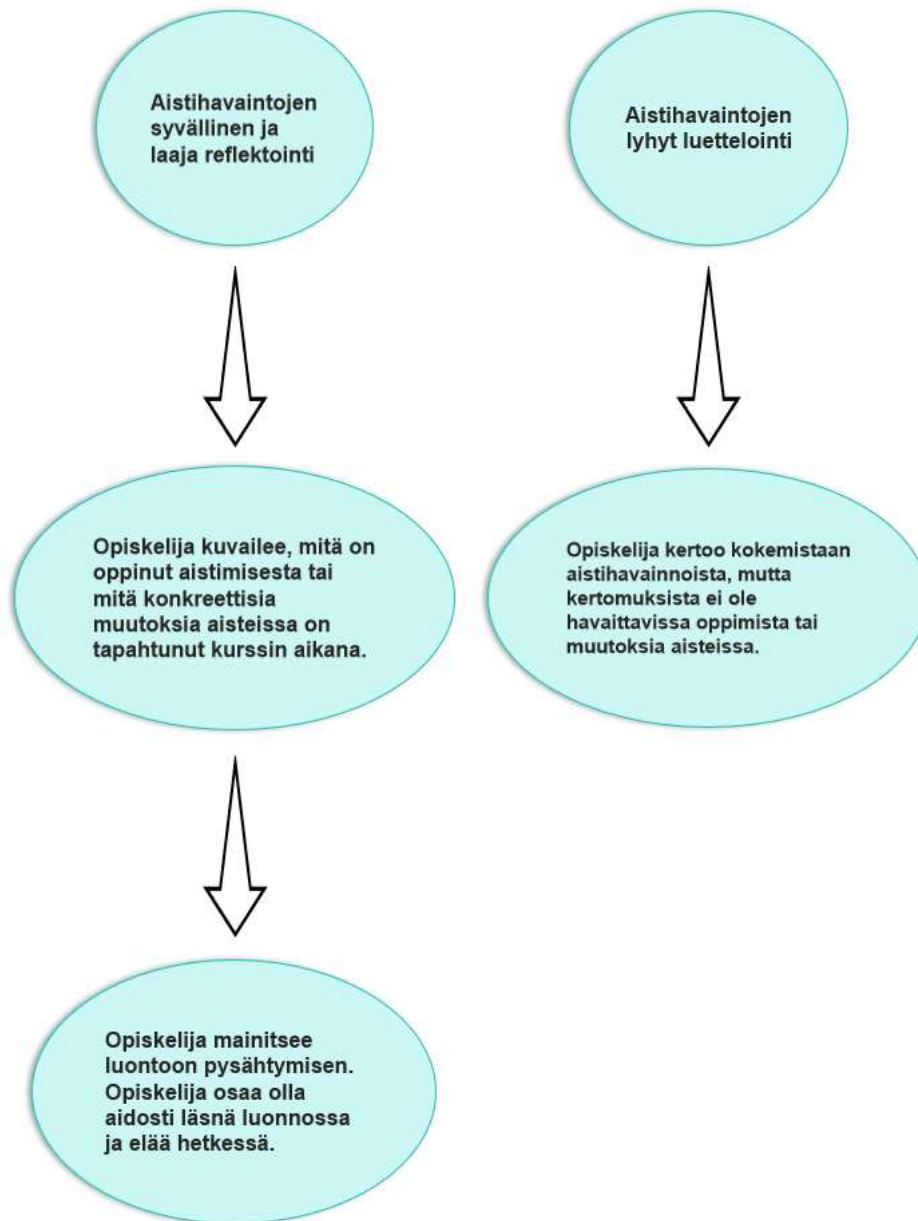 Aistihavaintojen
syvällinen ja
laaja reflektointi
Aistihavaintojen
lyhyt luettelointi
Opiskelija kuvailee, mitä on
oppinut aistimisesta tai
mitä konkreettisia
muutoksia aisteissa on
tapahtunut kurssin aikana.
Opiskelija kertoo kokemistaan
aistihavainnoista, mutta
kertomuksista ei ole
havaittavissa oppimista tai
muutoksia aisteissa.
Opiskelija mainitsee
luontoon pysähtymisen.
Opiskelija osaa olla
aidosti läsnä luonnossa
ja elää hetkessä.